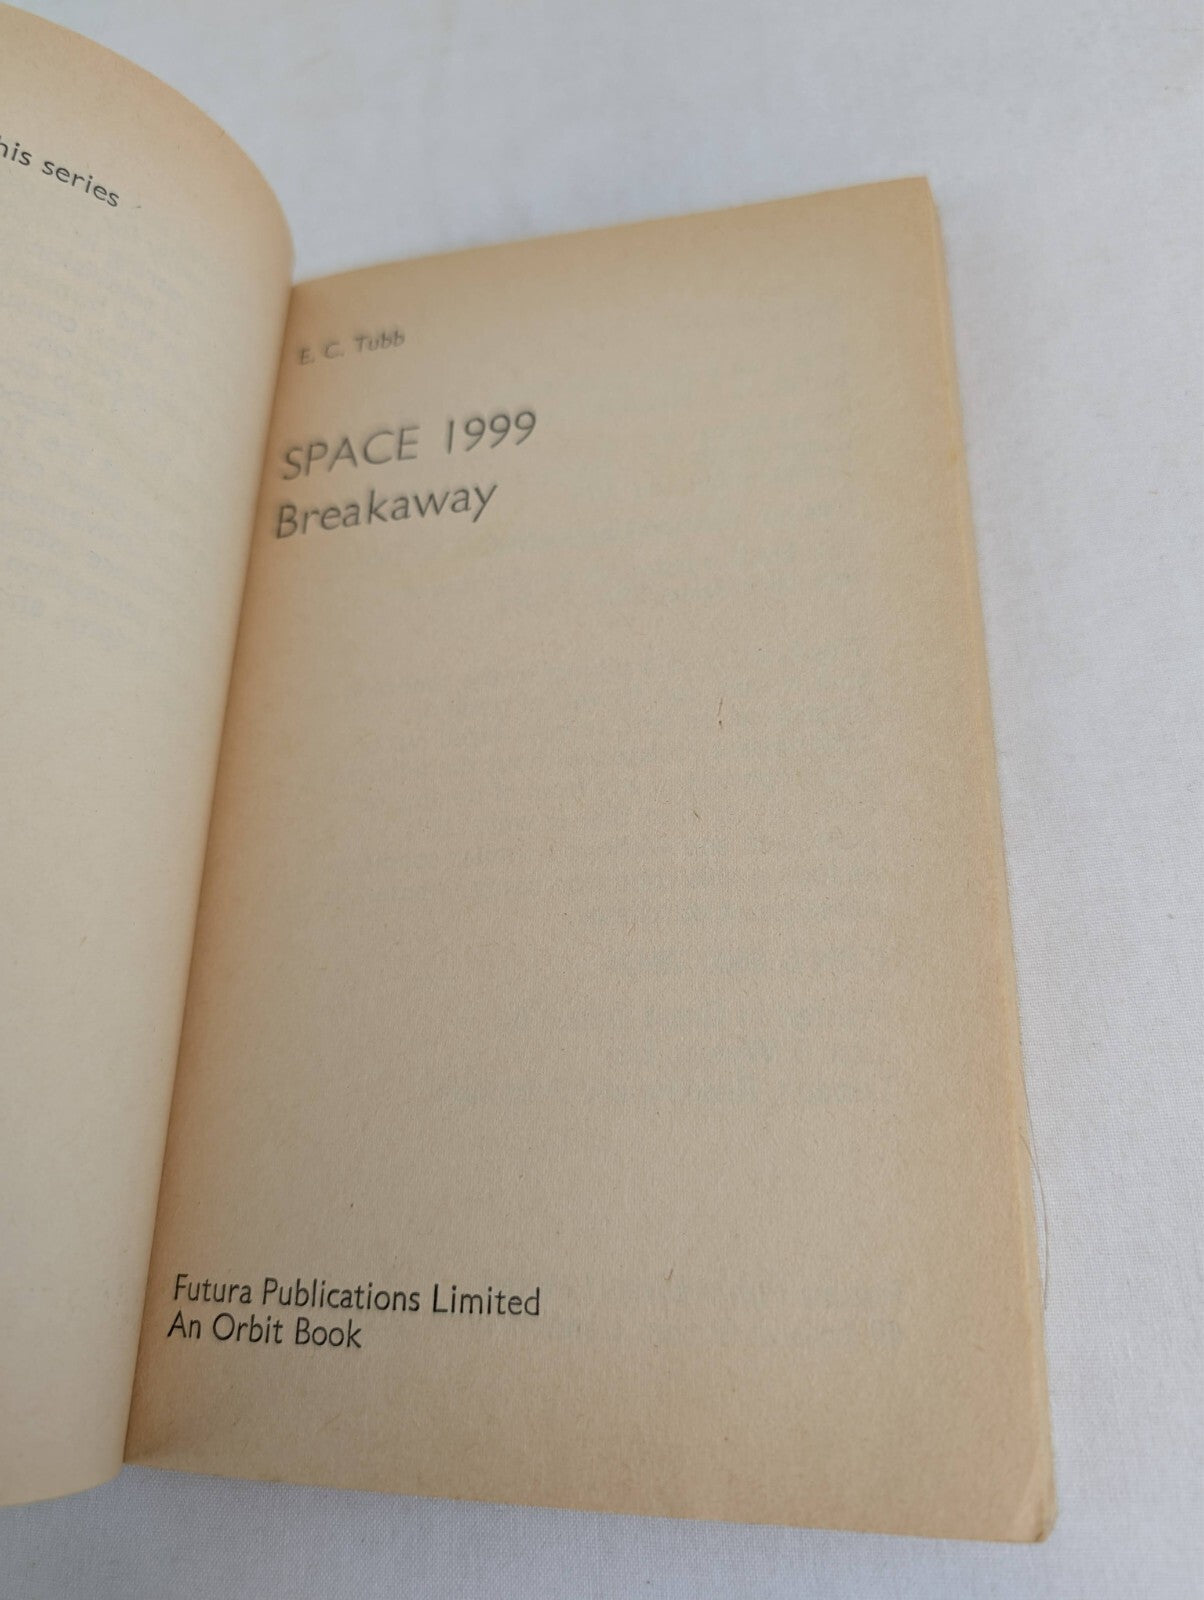 his series
E. C. Tubb
SPACE 1999
Breakaway
Futura Publications Limited
An Orbit Book